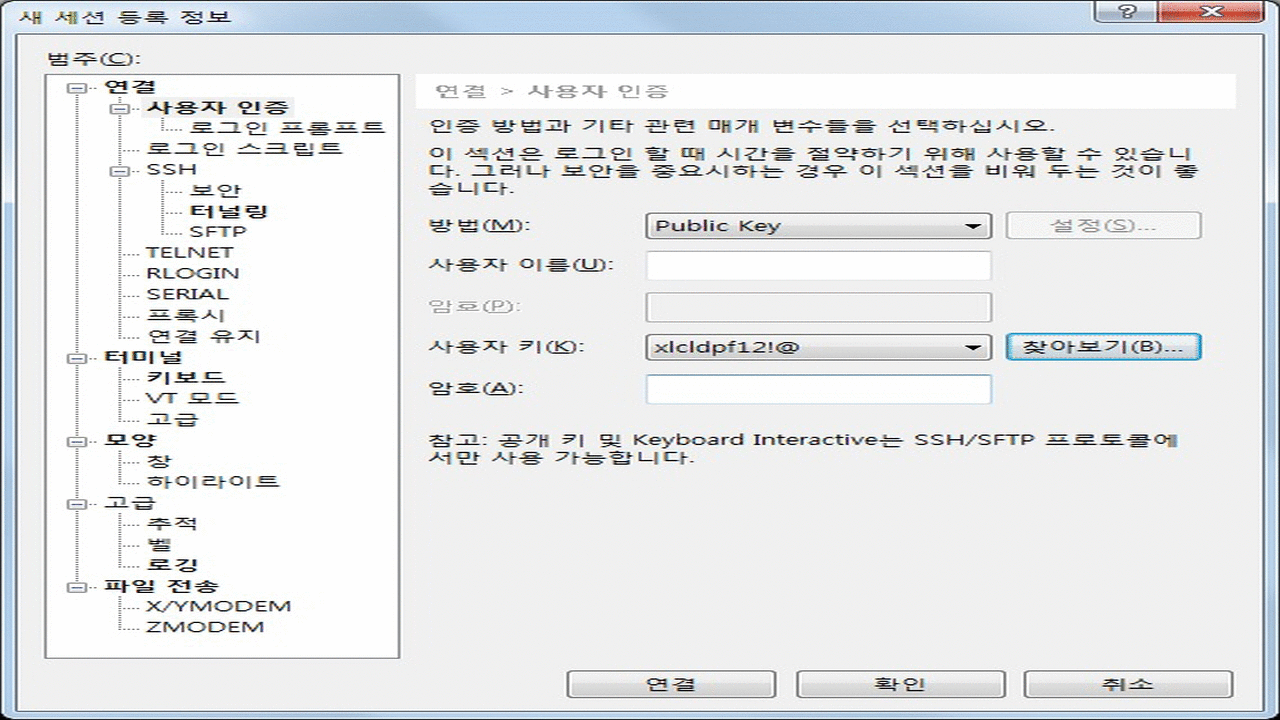 새 세션 등록 정보
범주(C):
연결
사용자 인증
로그인 프롬프트
로그인 스크립트
SSH
보안
터널링
SFTP
TELNET
RLOGIN
SERIAL
프록시
연결 유지
터미널
키보드
VT 모드
고급
모양
창
하이라이트
고급
추적
벨
로깅
파일 전송
X/YMODEM
ZMODEM
연결 > 사용자 인증
인증 방법과 기타 관련 매개 변수들을 선택하십시오.
이 섹션은 로그인 할 때 시간을 절약하기 위해 사용할 수 있습니
다. 그러나 보안을 중요시하는 경우 이 섹션을 비워 두는 것이 좋
습니다.
방법(M): Public Key 설정(S)...
사용자 이름(U):
암호(P):
사용자 키(K): xlcldpf12!@ 찾아보기(B)...
암호(A):
참고: 공개 키 및 Keyboard Interactive는 SSH/SFTP 프로토콜에
서만 사용 가능합니다.
연결 확인 취소